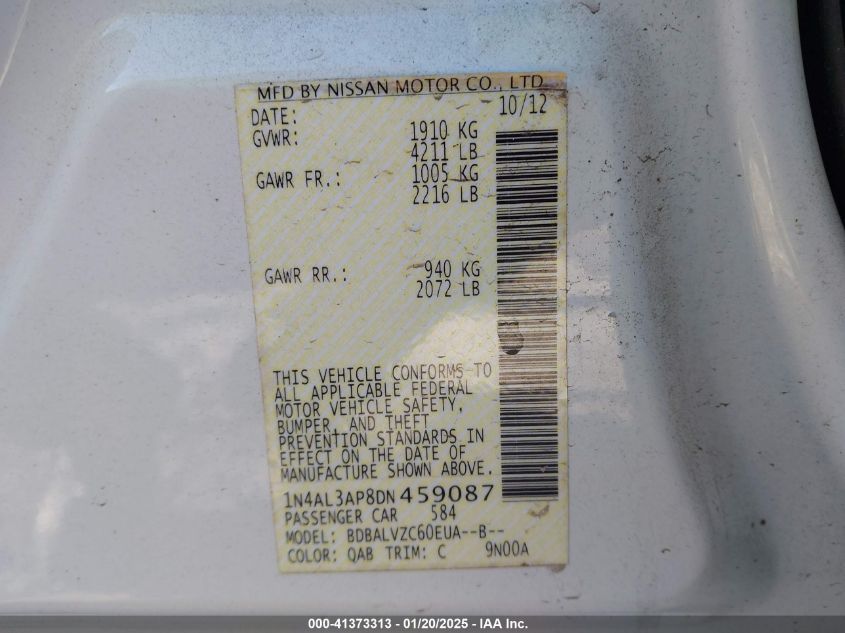 MFD BY NISSAN MOTOR CO., LTD
DATE: 10/12
GVWR: 1910 KG
4211 LB
GAWR FR.: 1005 KG
2216 LB
GAWR RR.: 940 KG
2072 LB
THIS VEHICLE CONFORMS TO
ALL APPLICABLE FEDERAL
MOTOR VEHICLE SAFETY,
BUMPER, AND THEFT
PREVENTION STANDARDS IN
EFFECT ON THE DATE OF
MANUFACTURE SHOWN ABOVE.
1N4AL3AP8DN459087
PASSENGER CAR 584
MODEL: BDBALVZC60EUA--B--
COLOR: QAB TRIM: C 9N00A
000-41373313 — 01/20/2025 — IAA Inc.